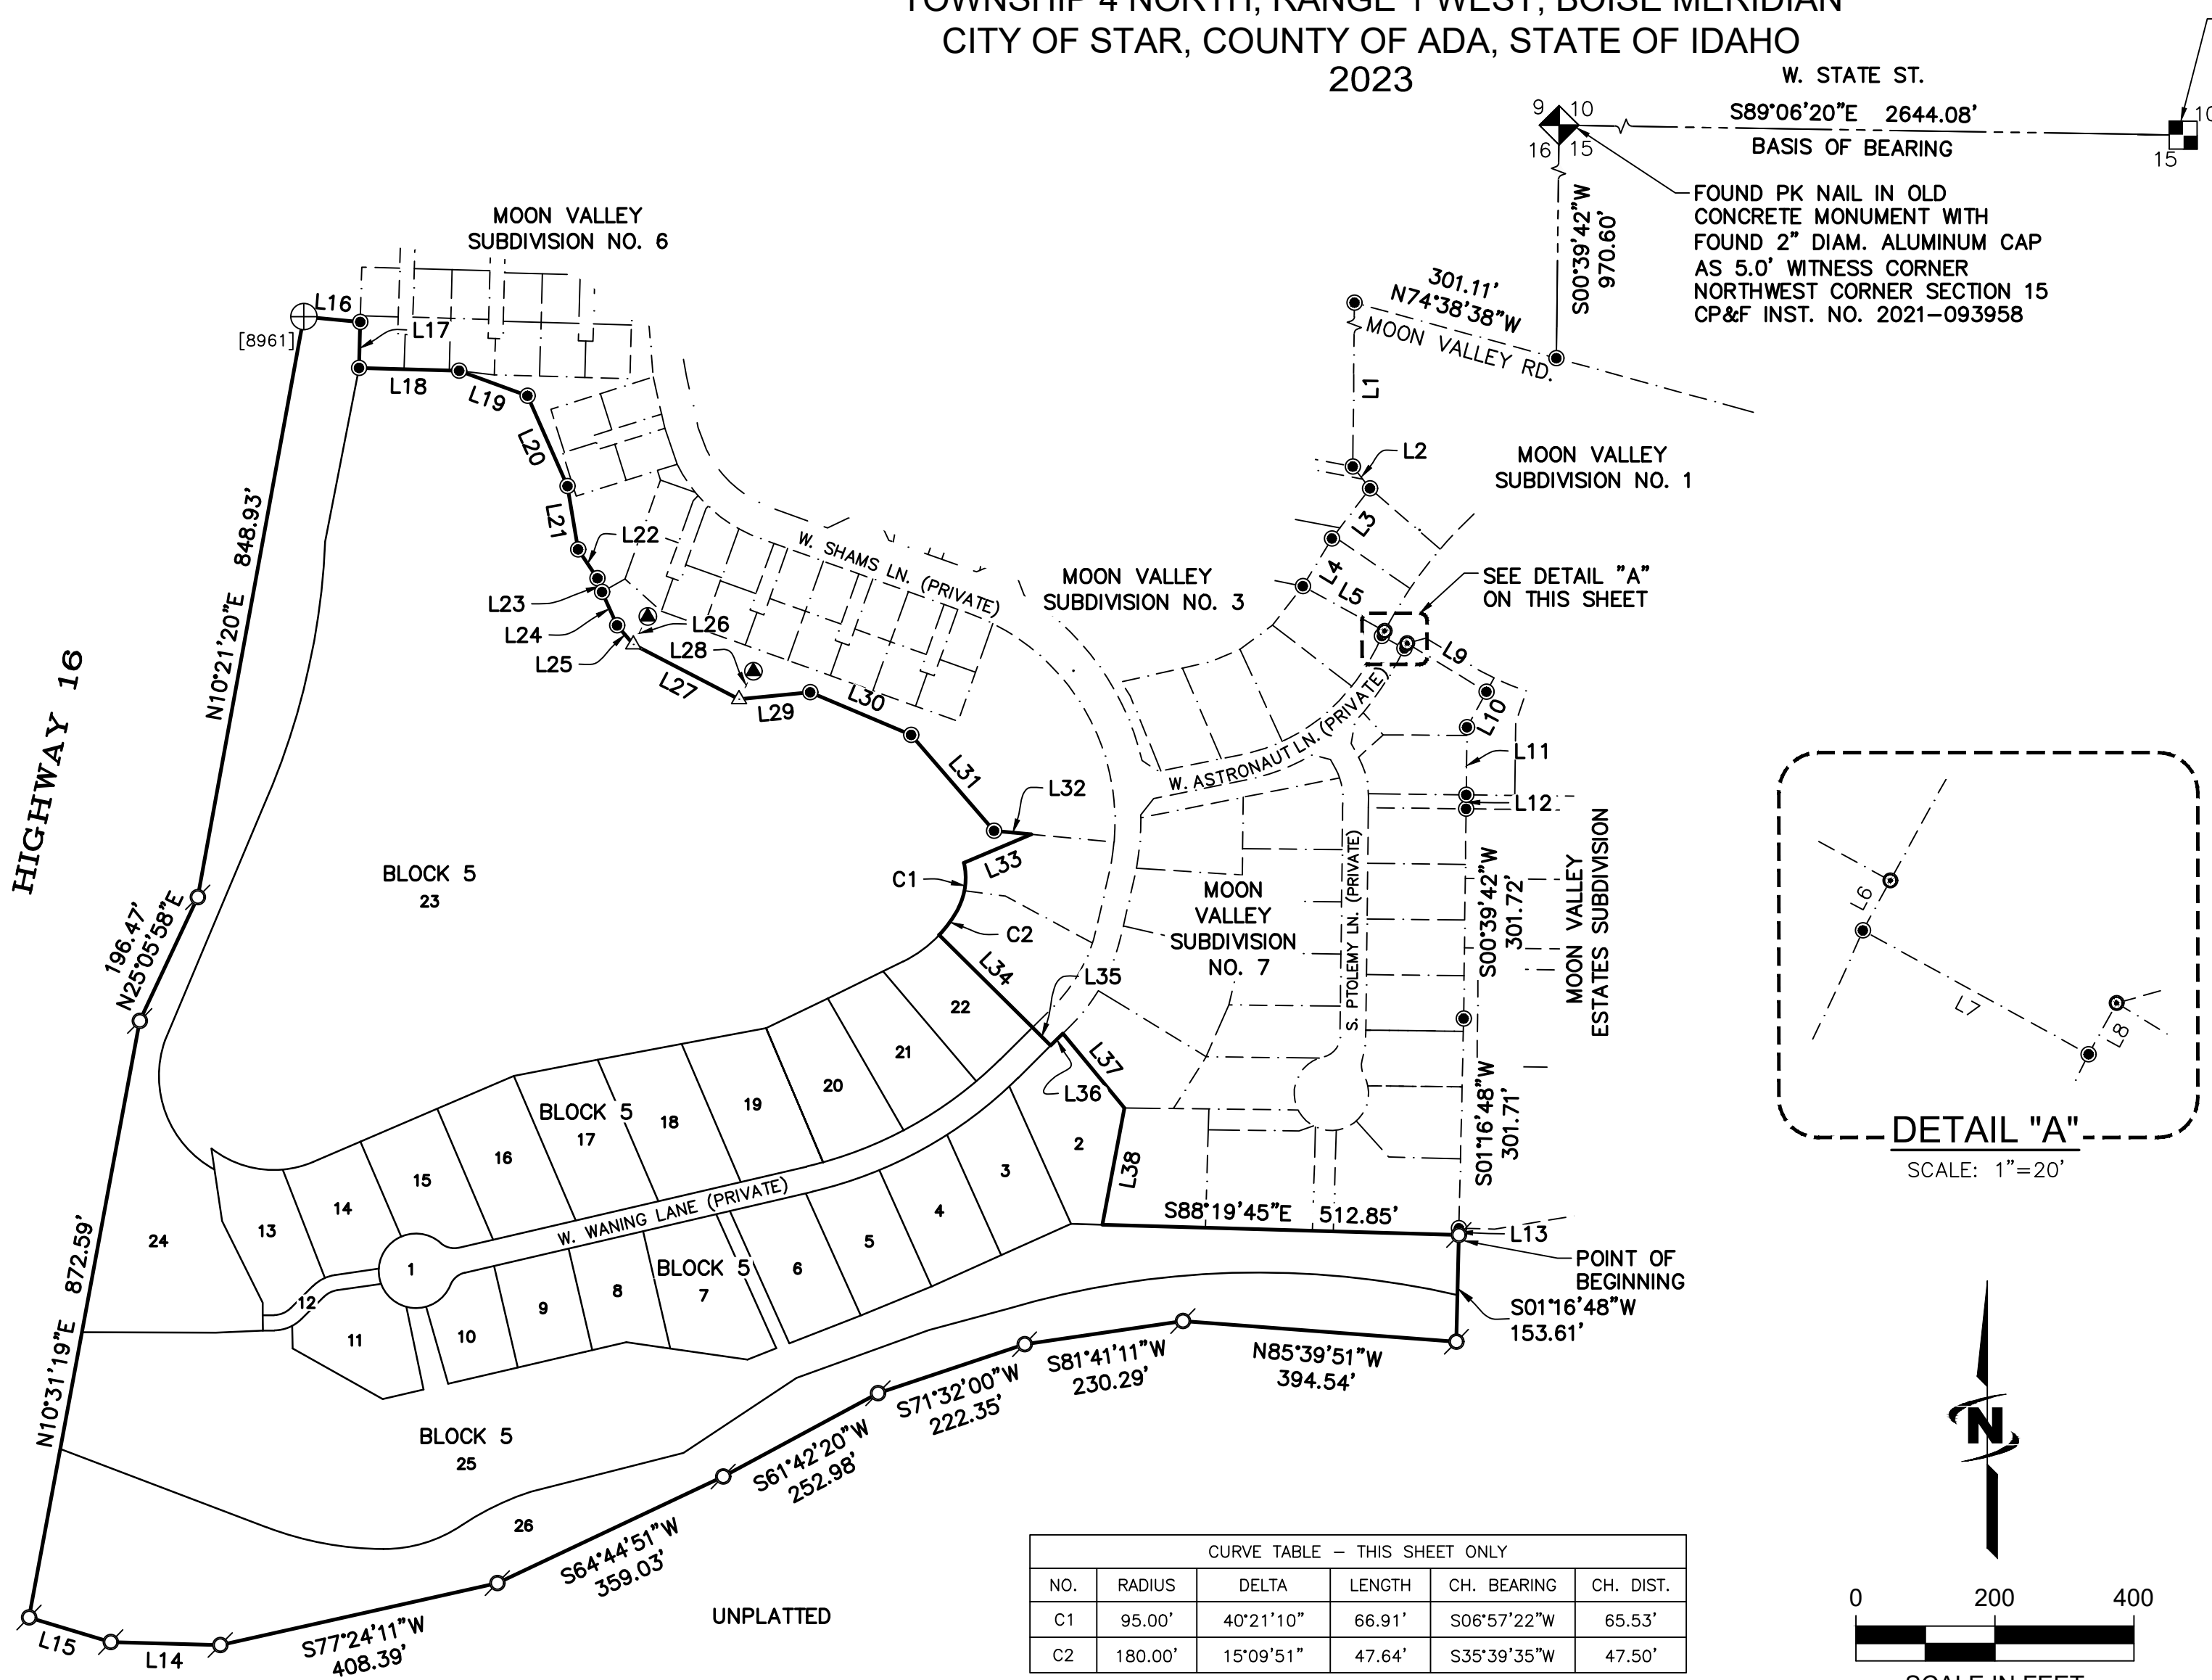 TOWNSHIP 4 NORTH, RANGE 1 WEST, BOISE MERIDIAN
CITY OF STAR, COUNTY OF ADA, STATE OF IDAHO
2023
W. STATE ST.
S89°06'20"E 2644.08'
BASIS OF BEARING
9 10
16 15
10
15
S00°39'42"W
970.60'
FOUND PK NAIL IN OLD
CONCRETE MONUMENT WITH
FOUND 2" DIAM. ALUMINUM CAP
AS 5.0' WITNESS CORNER
NORTHWEST CORNER SECTION 15
CP&F INST. NO. 2021-093958
301.11'
N74°38'38"W
MOON VALLEY RD.
MOON VALLEY
SUBDIVISION NO. 6
L16
[8961]
L17
L18
L19
L20
L21
L22
L23
L24
L25
L26
L27
L28
L29
L30
L31
L32
L33
C1
C2
L34
L35
L36
L37
L38
L1
L2
L3
L4
L5
L9
L10
L11
L12
L13
MOON VALLEY
SUBDIVISION NO. 1
MOON VALLEY
SUBDIVISION NO. 3
SEE DETAIL "A"
ON THIS SHEET
W. SHAMS LN. (PRIVATE)
W. ASTRONAUT LN. (PRIVATE)
S. PTOLEMY LN. (PRIVATE)
MOON
VALLEY
SUBDIVISION
NO. 7
S00°39'42"W
301.72'
S01°16'48"W
301.71'
MOON VALLEY
ESTATES SUBDIVISION
HIGHWAY 16
N10°21'20"E 848.93'
196.47'
N25°05'58"E
N10°31'19"E 872.59'
BLOCK 5
23
22
21
20
19
18
BLOCK 5
17
16
15
14
13
24
12
1
11
10
9
8
BLOCK 5
7
6
5
4
3
2
W. WANING LANE (PRIVATE)
BLOCK 5
25
26
S88°19'45"E 512.85'
POINT OF
BEGINNING
S01°16'48"W
153.61'
N85°39'51"W
394.54'
S81°41'11"W
230.29'
S71°32'00"W
222.35'
S61°42'20"W
252.98'
S64°44'51"W
359.03'
S77°24'11"W
408.39'
L14
L15
UNPLATTED
L6
L7
L8
DETAIL "A"
SCALE: 1"=20'
N
CURVE TABLE - THIS SHEET ONLY
NO. RADIUS DELTA LENGTH CH. BEARING CH. DIST.
C1 95.00' 40°21'10" 66.91' S06°57'22"W 65.53'
C2 180.00' 15°09'51" 47.64' S35°39'35"W 47.50'
0 200 400
SCALE IN FEET